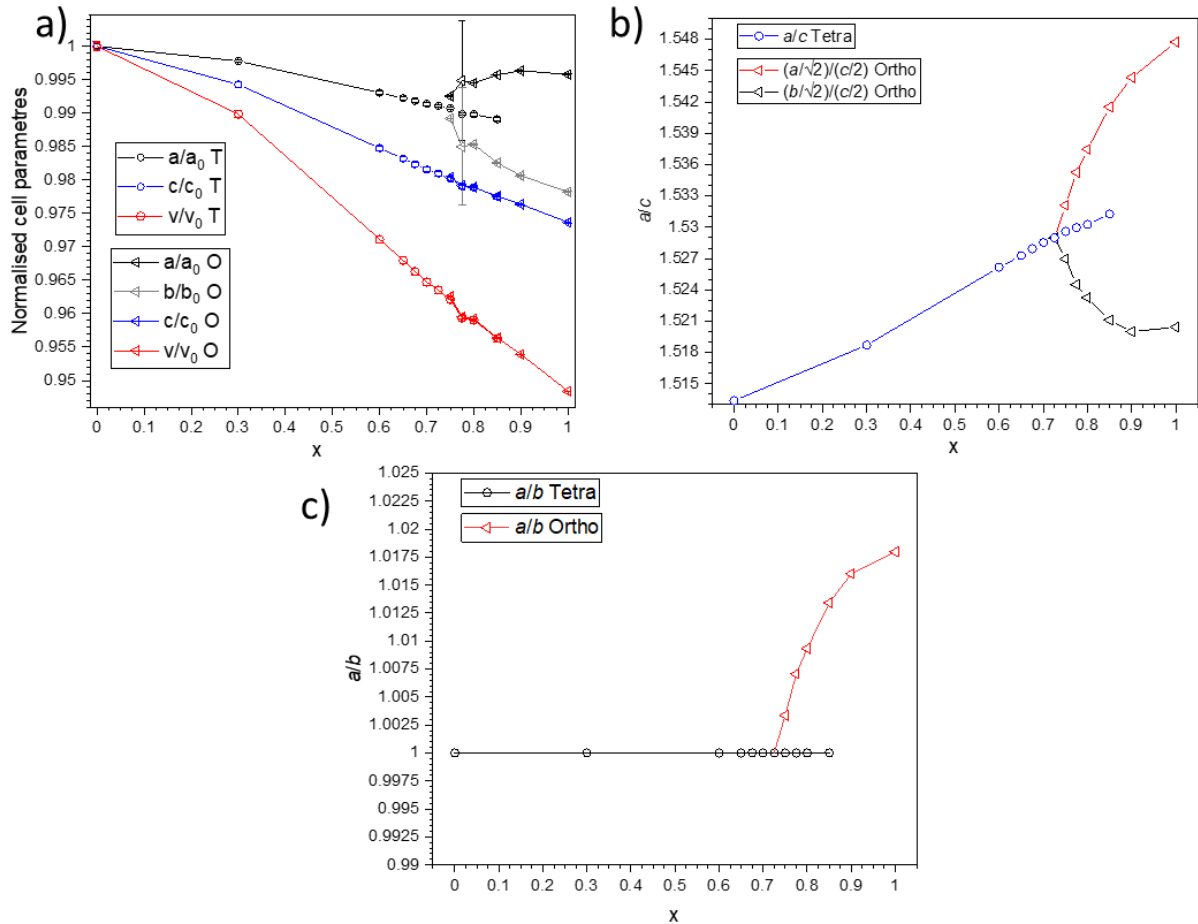 a)
Normalised cell parametres
1
0.995
0.99
0.985
0.98
0.975
0.97
0.965
0.96
0.955
0.95
a/a₀ T
c/c₀ T
v/v₀ T
a/a₀ O
b/b₀ O
c/c₀ O
v/v₀ O
0 0.1 0.2 0.3 0.4 0.5 0.6 0.7 0.8 0.9 1
x
b)
a/c
1.548
1.545
1.542
1.539
1.536
1.533
1.53
1.527
1.524
1.521
1.518
1.515
a/c Tetra
(a/√2)/(c/2) Ortho
(b/√2)/(c/2) Ortho
0 0.1 0.2 0.3 0.4 0.5 0.6 0.7 0.8 0.9 1
x
c)
a/b
1.025
1.0225
1.02
1.0175
1.015
1.0125
1.01
1.0075
1.005
1.0025
1
0.9975
0.995
0.9925
0.99
a/b Tetra
a/b Ortho
0 0.1 0.2 0.3 0.4 0.5 0.6 0.7 0.8 0.9 1
x